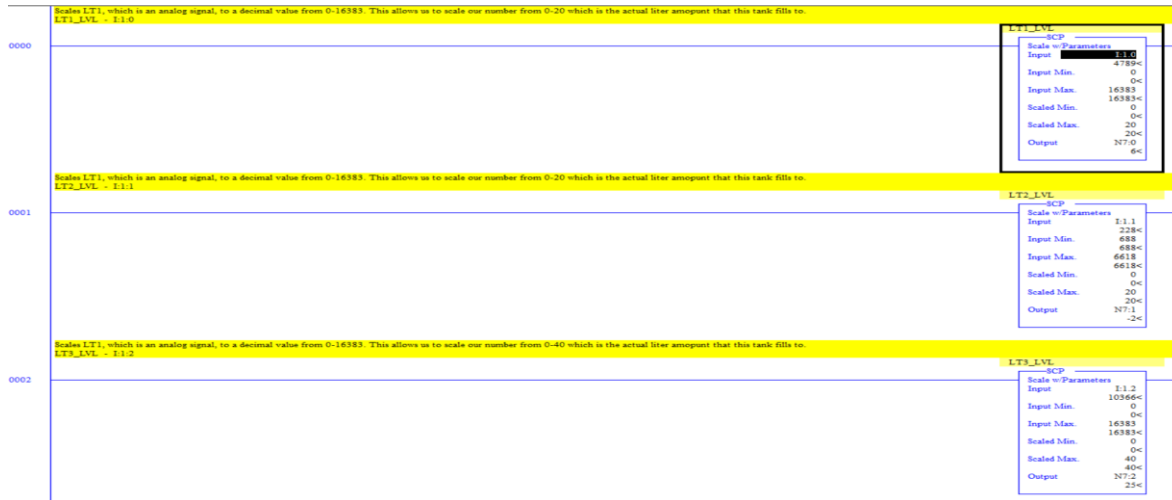 Scales LT1, which is an analog signal, to a decimal value from 0-16383. This allows us to scale our number from 0-20 which is the actual liter amopunt that this tank fills to.
LT1_LVL - I:1:0
0000
LT1_LVL
SCP
Scale w/Parameters
Input I:1.0
4789<
Input Min. 0
0<
Input Max. 16383
16383<
Scaled Min. 0
0<
Scaled Max. 20
20<
Output N7:0
6<
Scales LT1, which is an analog signal, to a decimal value from 0-16383. This allows us to scale our number from 0-20 which is the actual liter amopunt that this tank fills to.
LT2_LVL - I:1:1
0001
LT2_LVL
SCP
Scale w/Parameters
Input I:1.1
228<
Input Min. 688
688<
Input Max. 6618
6618<
Scaled Min. 0
0<
Scaled Max. 20
20<
Output N7:1
-2<
Scales LT1, which is an analog signal, to a decimal value from 0-16383. This allows us to scale our number from 0-40 which is the actual liter amopunt that this tank fills to.
LT3_LVL - I:1:2
0002
LT3_LVL
SCP
Scale w/Parameters
Input I:1.2
10366<
Input Min. 0
0<
Input Max. 16383
16383<
Scaled Min. 0
0<
Scaled Max. 40
40<
Output N7:2
25<